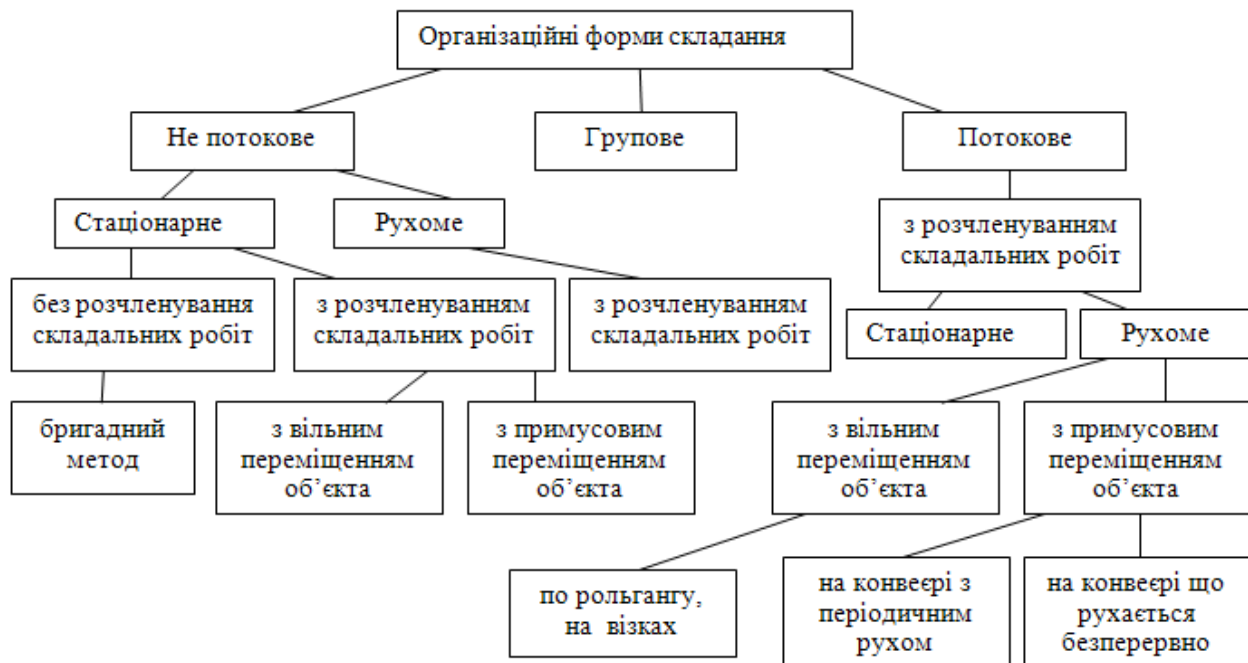 Організаційні форми складання
Не потокове
Групове
Потокове
Стаціонарне
Рухоме
з розчленуванням
складальних робіт
без розчленування
складальних робіт
з розчленуванням
складальних робіт
з розчленуванням
складальних робіт
Стаціонарне
Рухоме
бригадний
метод
з вільним
переміщенням
об’єкта
з примусовим
переміщенням
об’єкта
з вільним
переміщенням
об’єкта
з примусовим
переміщенням
об’єкта
по рольгангу,
на візках
на конвеєрі з
періодичним
рухом
на конвеєрі що
рухається
безперервно